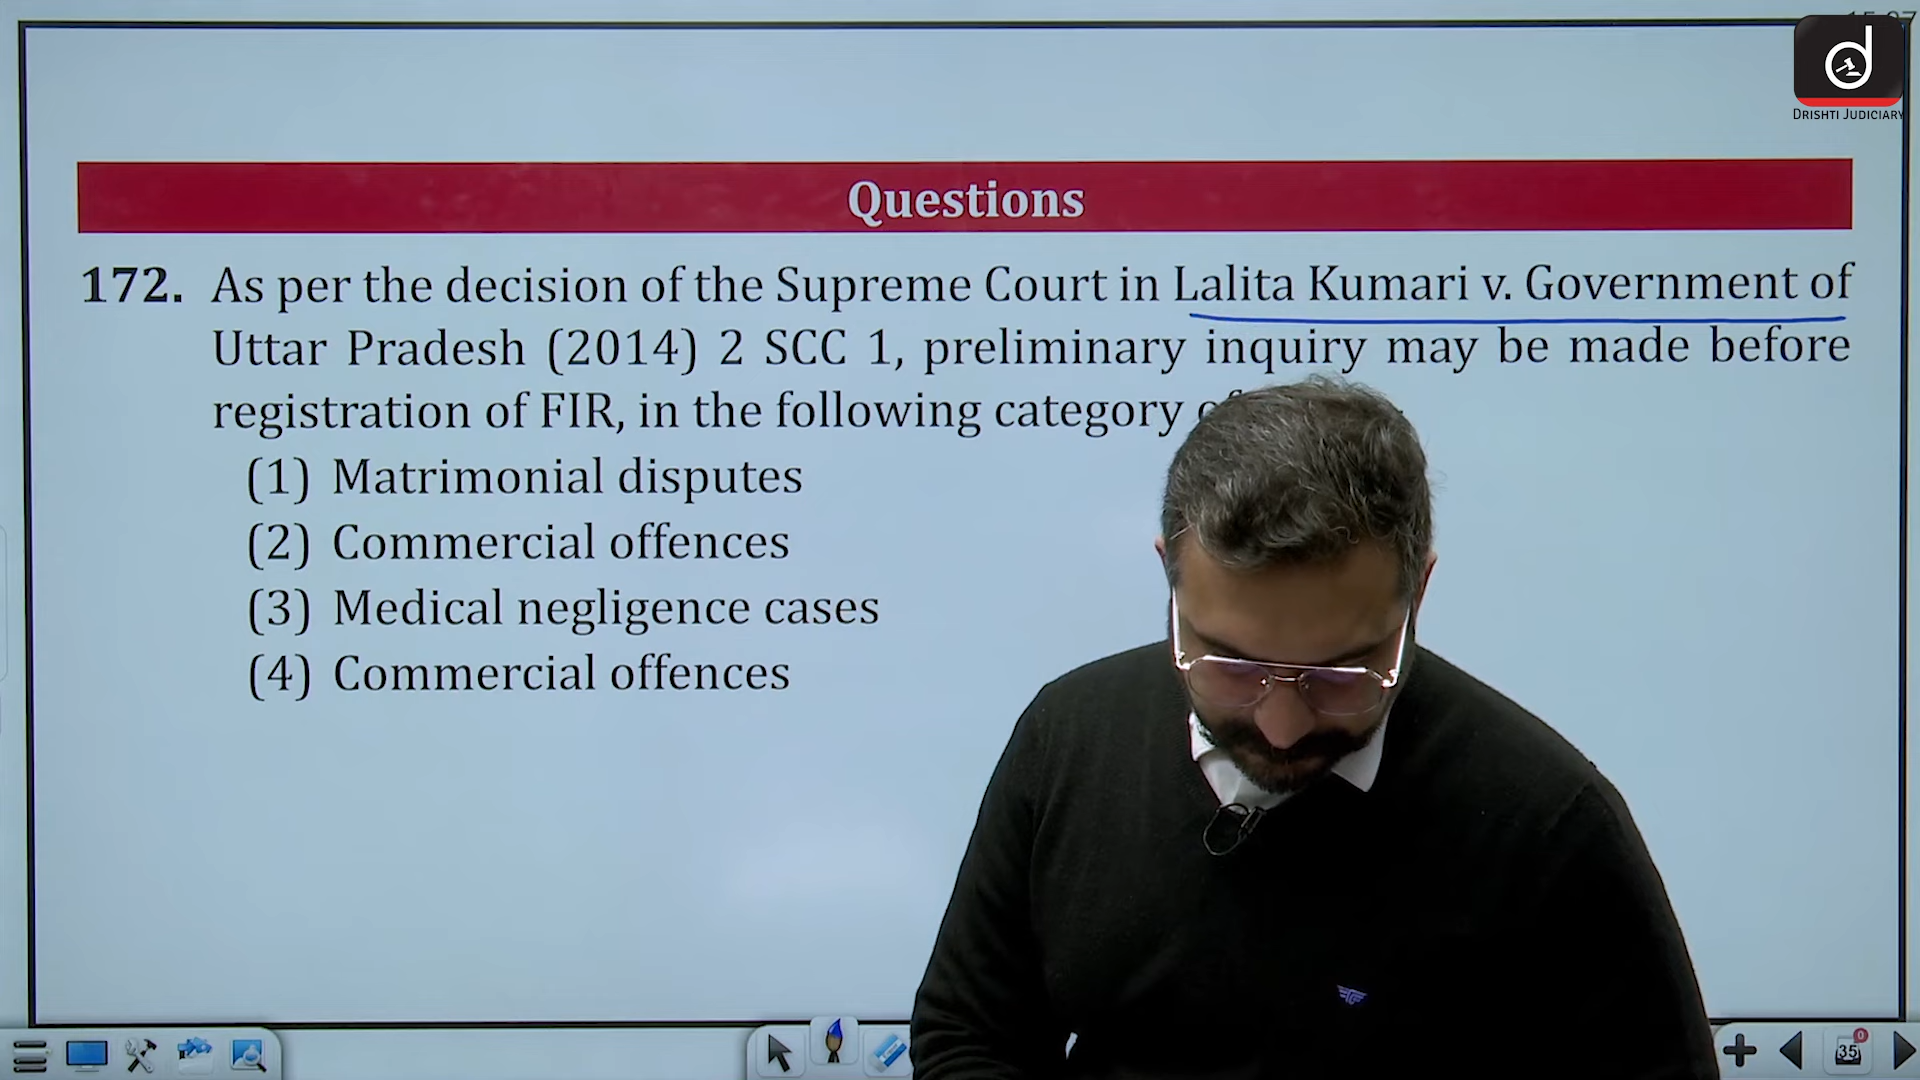 DRISHTI JUDICIARY
Questions
172. As per the decision of the Supreme Court in Lalita Kumari v. Government of
Uttar Pradesh (2014) 2 SCC 1, preliminary inquiry may be made before
registration of FIR, in the following category
(1) Matrimonial disputes
(2) Commercial offences
(3) Medical negligence cases
(4) Commercial offences
35
0